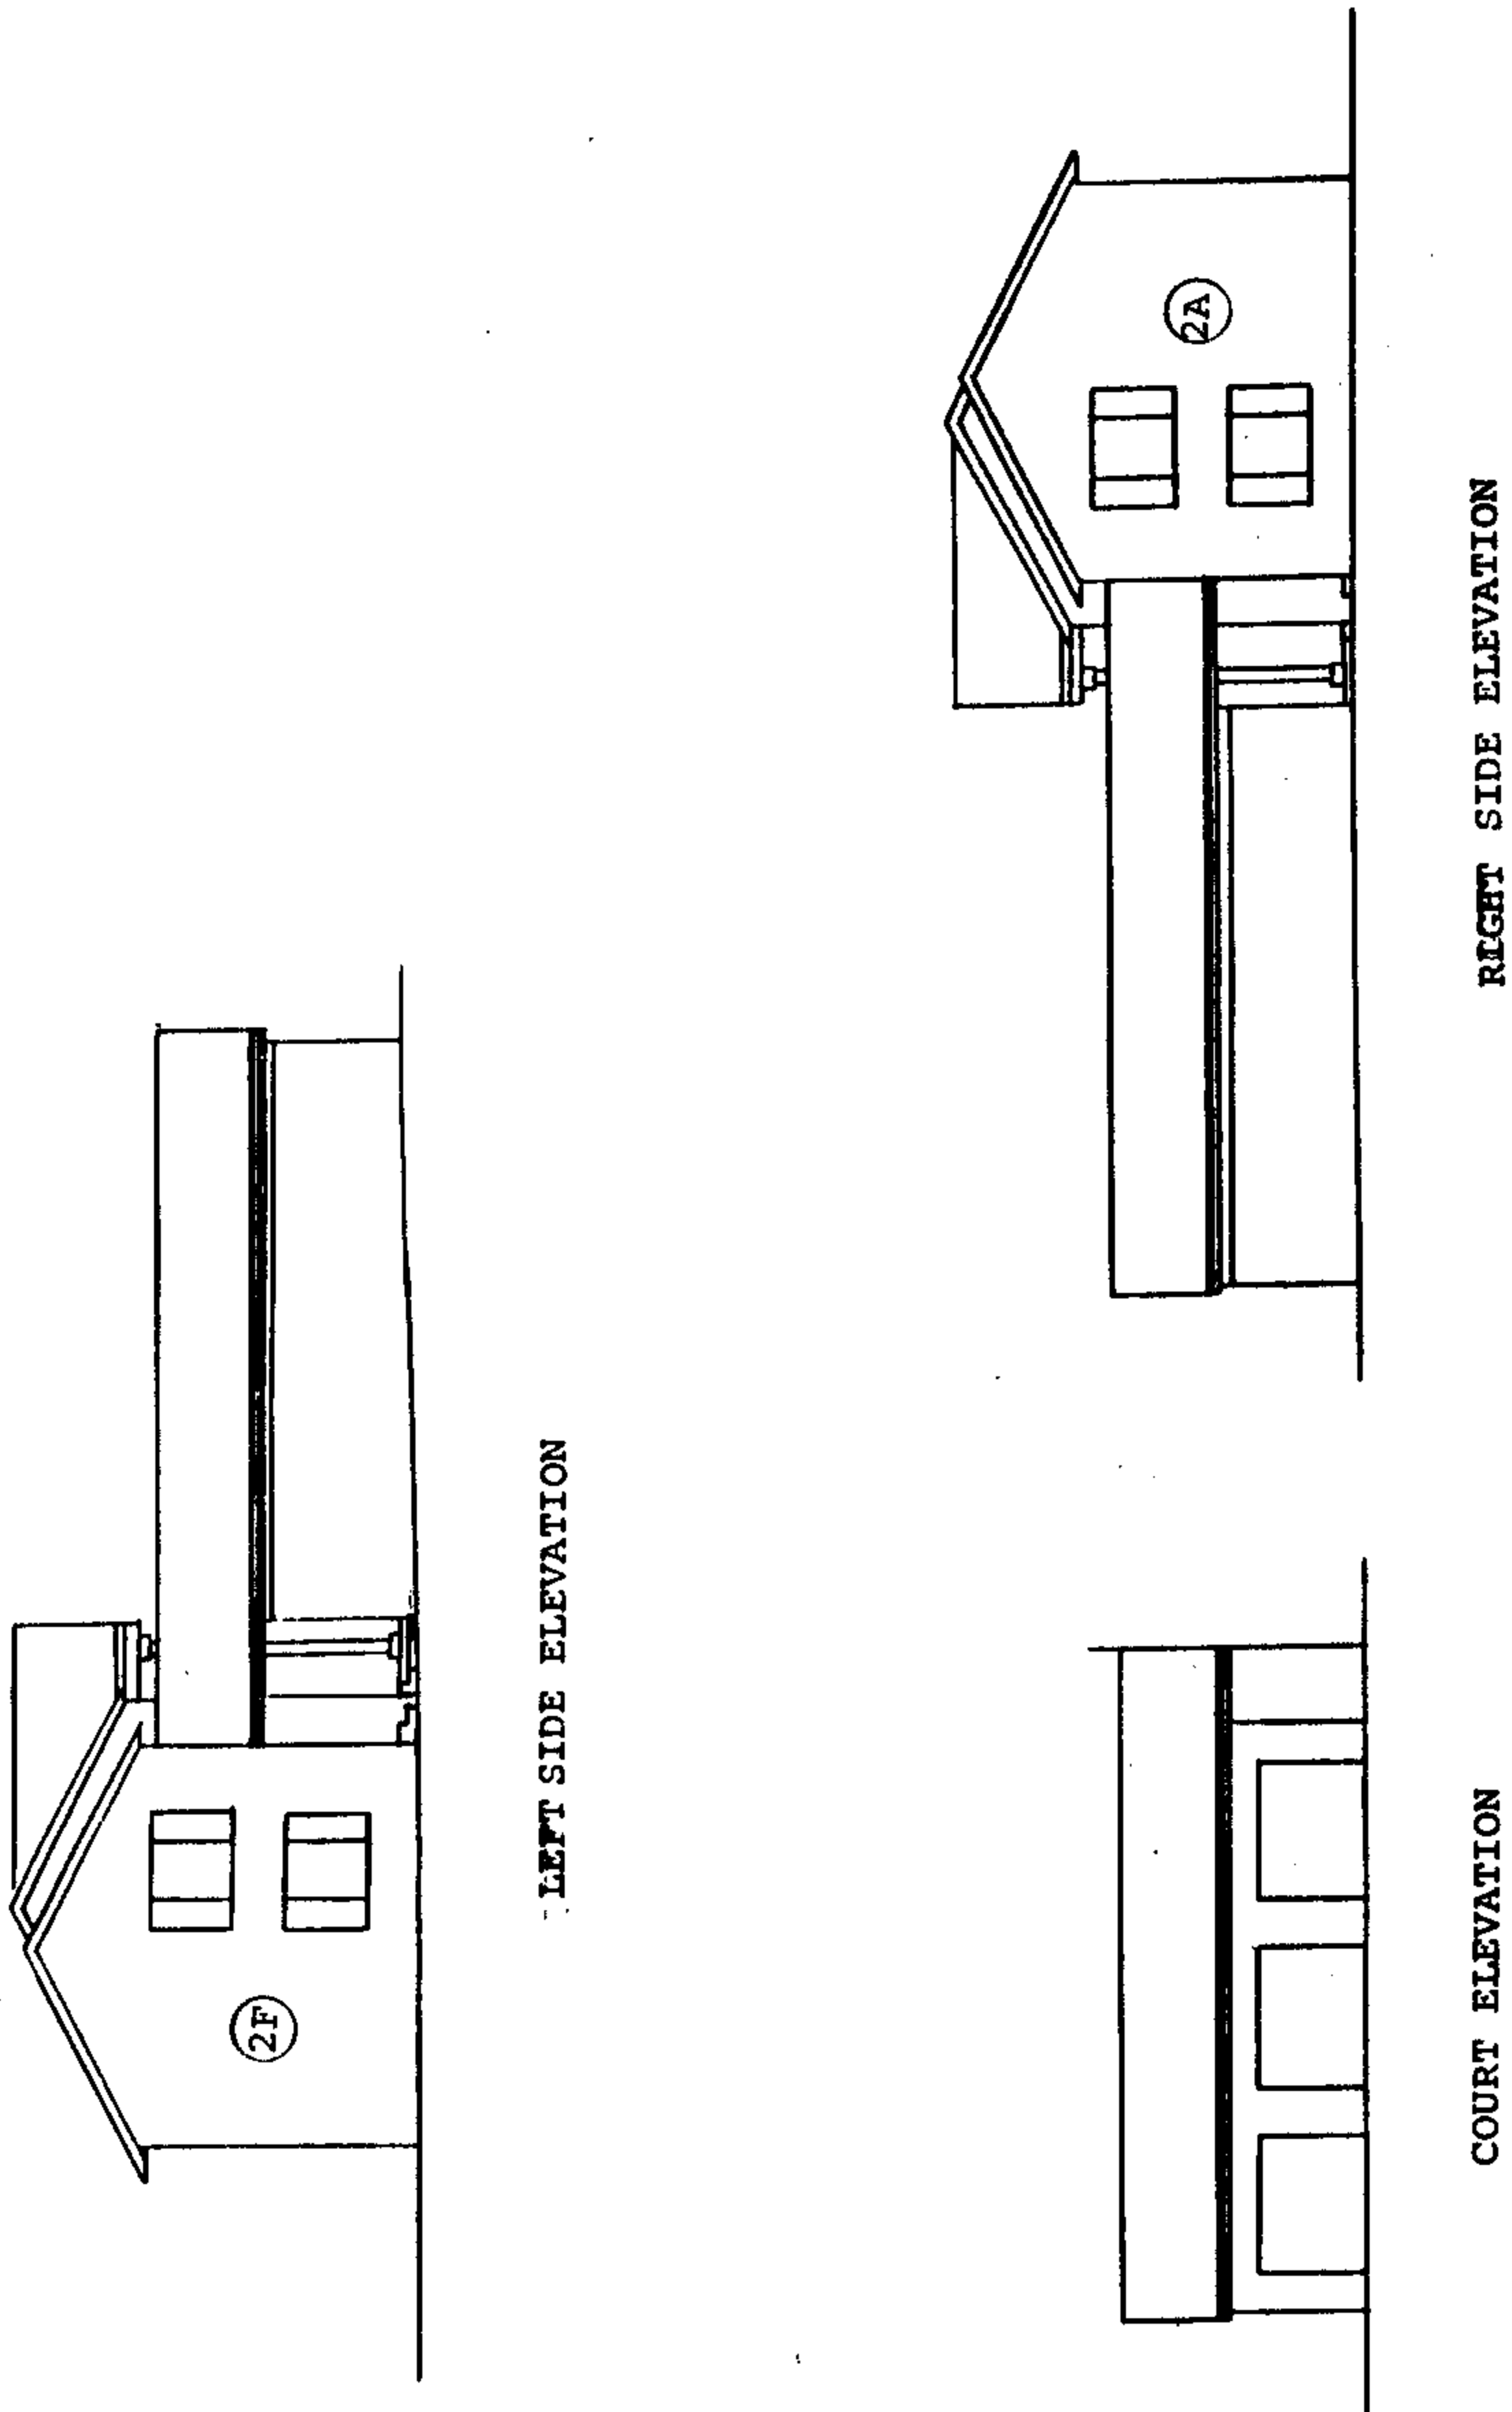 2F
LEFT SIDE ELEVATION
2A
COURT ELEVATION
RIGHT SIDE ELEVATION